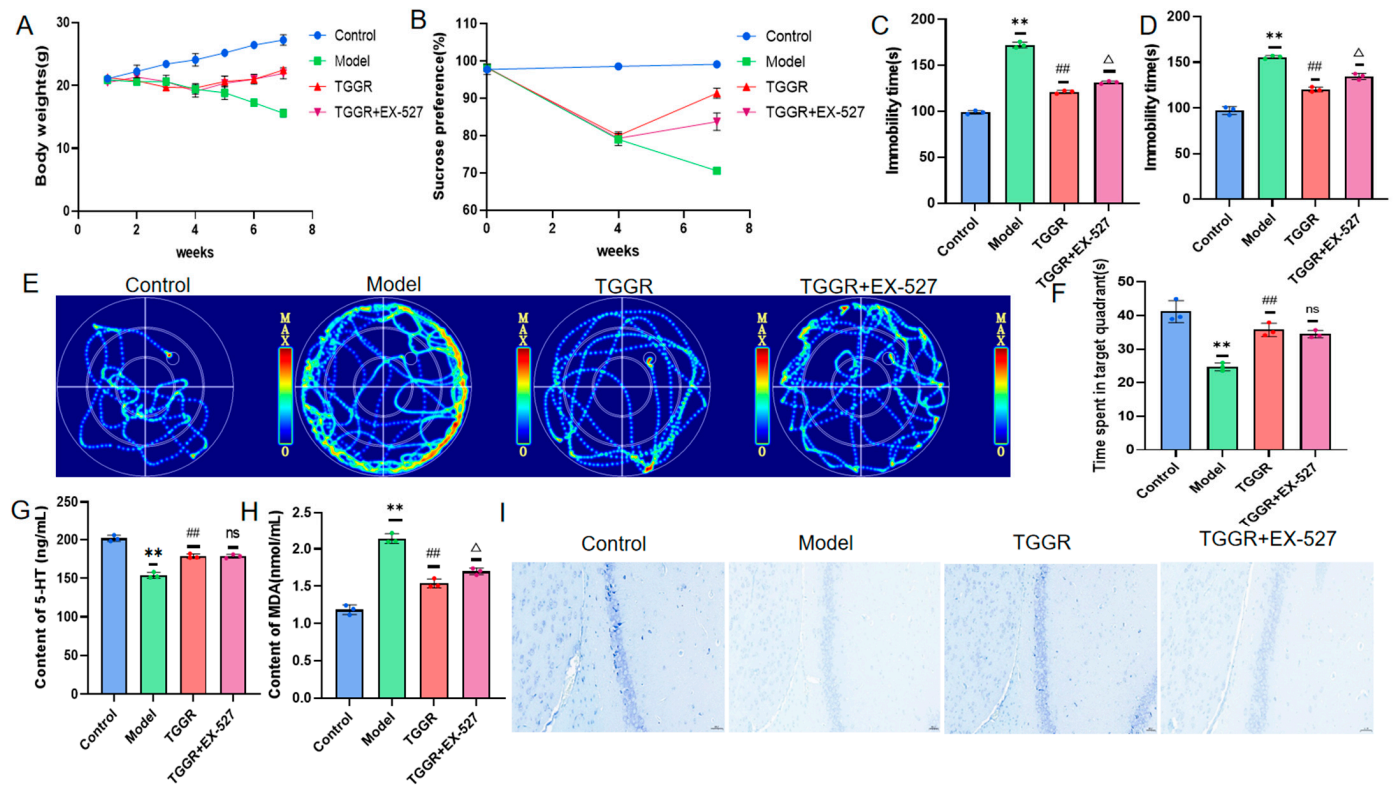 A
Body weights(g)
30
20
10
0
0
2
4
6
8
weeks
Control
Model
TGGR
TGGR+EX-527
B
Sucrose preference(%)
110
100
90
80
70
60
0
2
4
6
8
weeks
Control
Model
TGGR
TGGR+EX-527
C
Immobility time(s)
200
150
100
50
0
**
##
△
Control
Model
TGGR
TGGR+EX-527
D
Immobility time(s)
200
150
100
50
0
**
##
△
Control
Model
TGGR
TGGR+EX-527
E
Control
Model
TGGR
TGGR+EX-527
MAX
0
MAX
0
MAX
0
MAX
0
F
Time spent in target quadrant(s)
50
40
30
20
10
0
**
##
ns
Control
Model
TGGR
TGGR+EX-527
G
Content of 5-HT (ng/mL)
250
200
150
100
50
0
**
##
ns
Control
Model
TGGR
TGGR+EX-527
H
Content of MDA(nmol/mL)
2.5
2.0
1.5
1.0
0.5
0.0
**
##
△
Control
Model
TGGR
TGGR+EX-527
I
Control
Model
TGGR
TGGR+EX-527